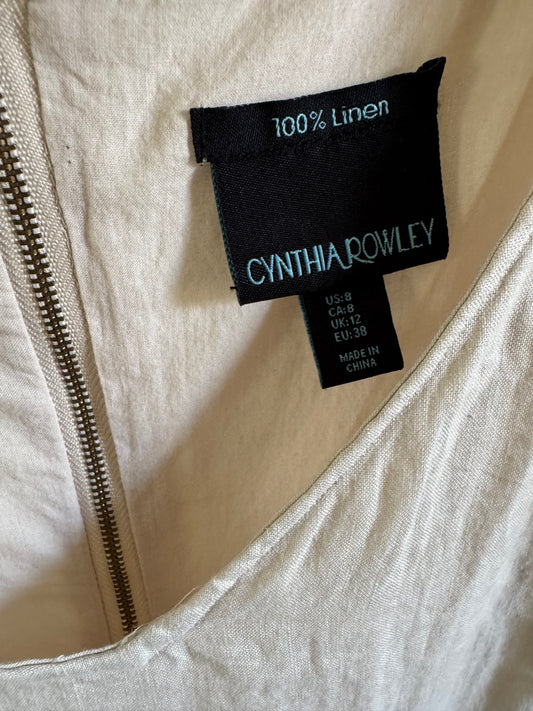 100% Linen
CYNTHIA ROWLEY
US:8
CA:8
UK:12
EU:38
MADE IN
CHINA